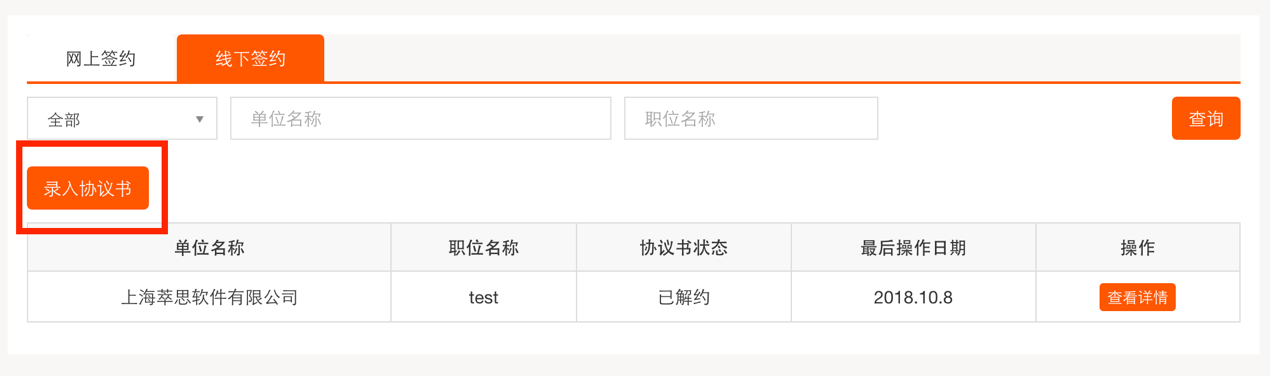 网上签约 线下签约
全部 单位名称 职位名称 查询
录入协议书
单位名称 职位名称 协议书状态 最后操作日期 操作
上海萃思软件有限公司 test 已解约 2018.10.8 查看详情